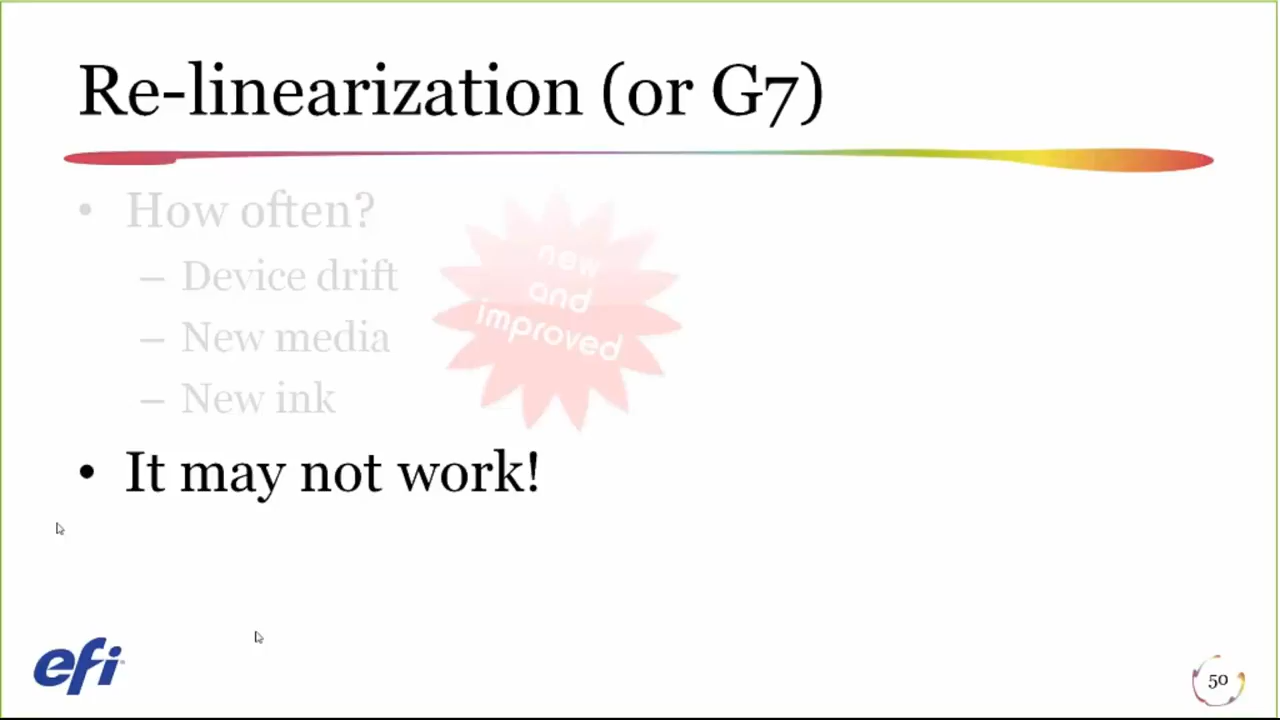 Re-linearization (or G7)
• How often?
– Device drift
– New media
– New ink
new
and
improved
• It may not work!
efi
50